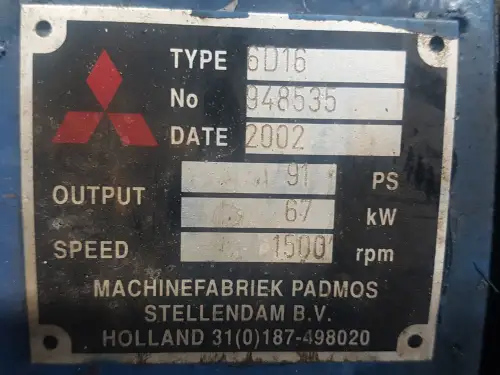 TYPE 6D16
No 948535
DATE 2002
OUTPUT 91 PS
67 kW
SPEED 1500 rpm
MACHINEFABRIEK PADMOS
STELLENDAM B.V.
HOLLAND 31(0)187-498020